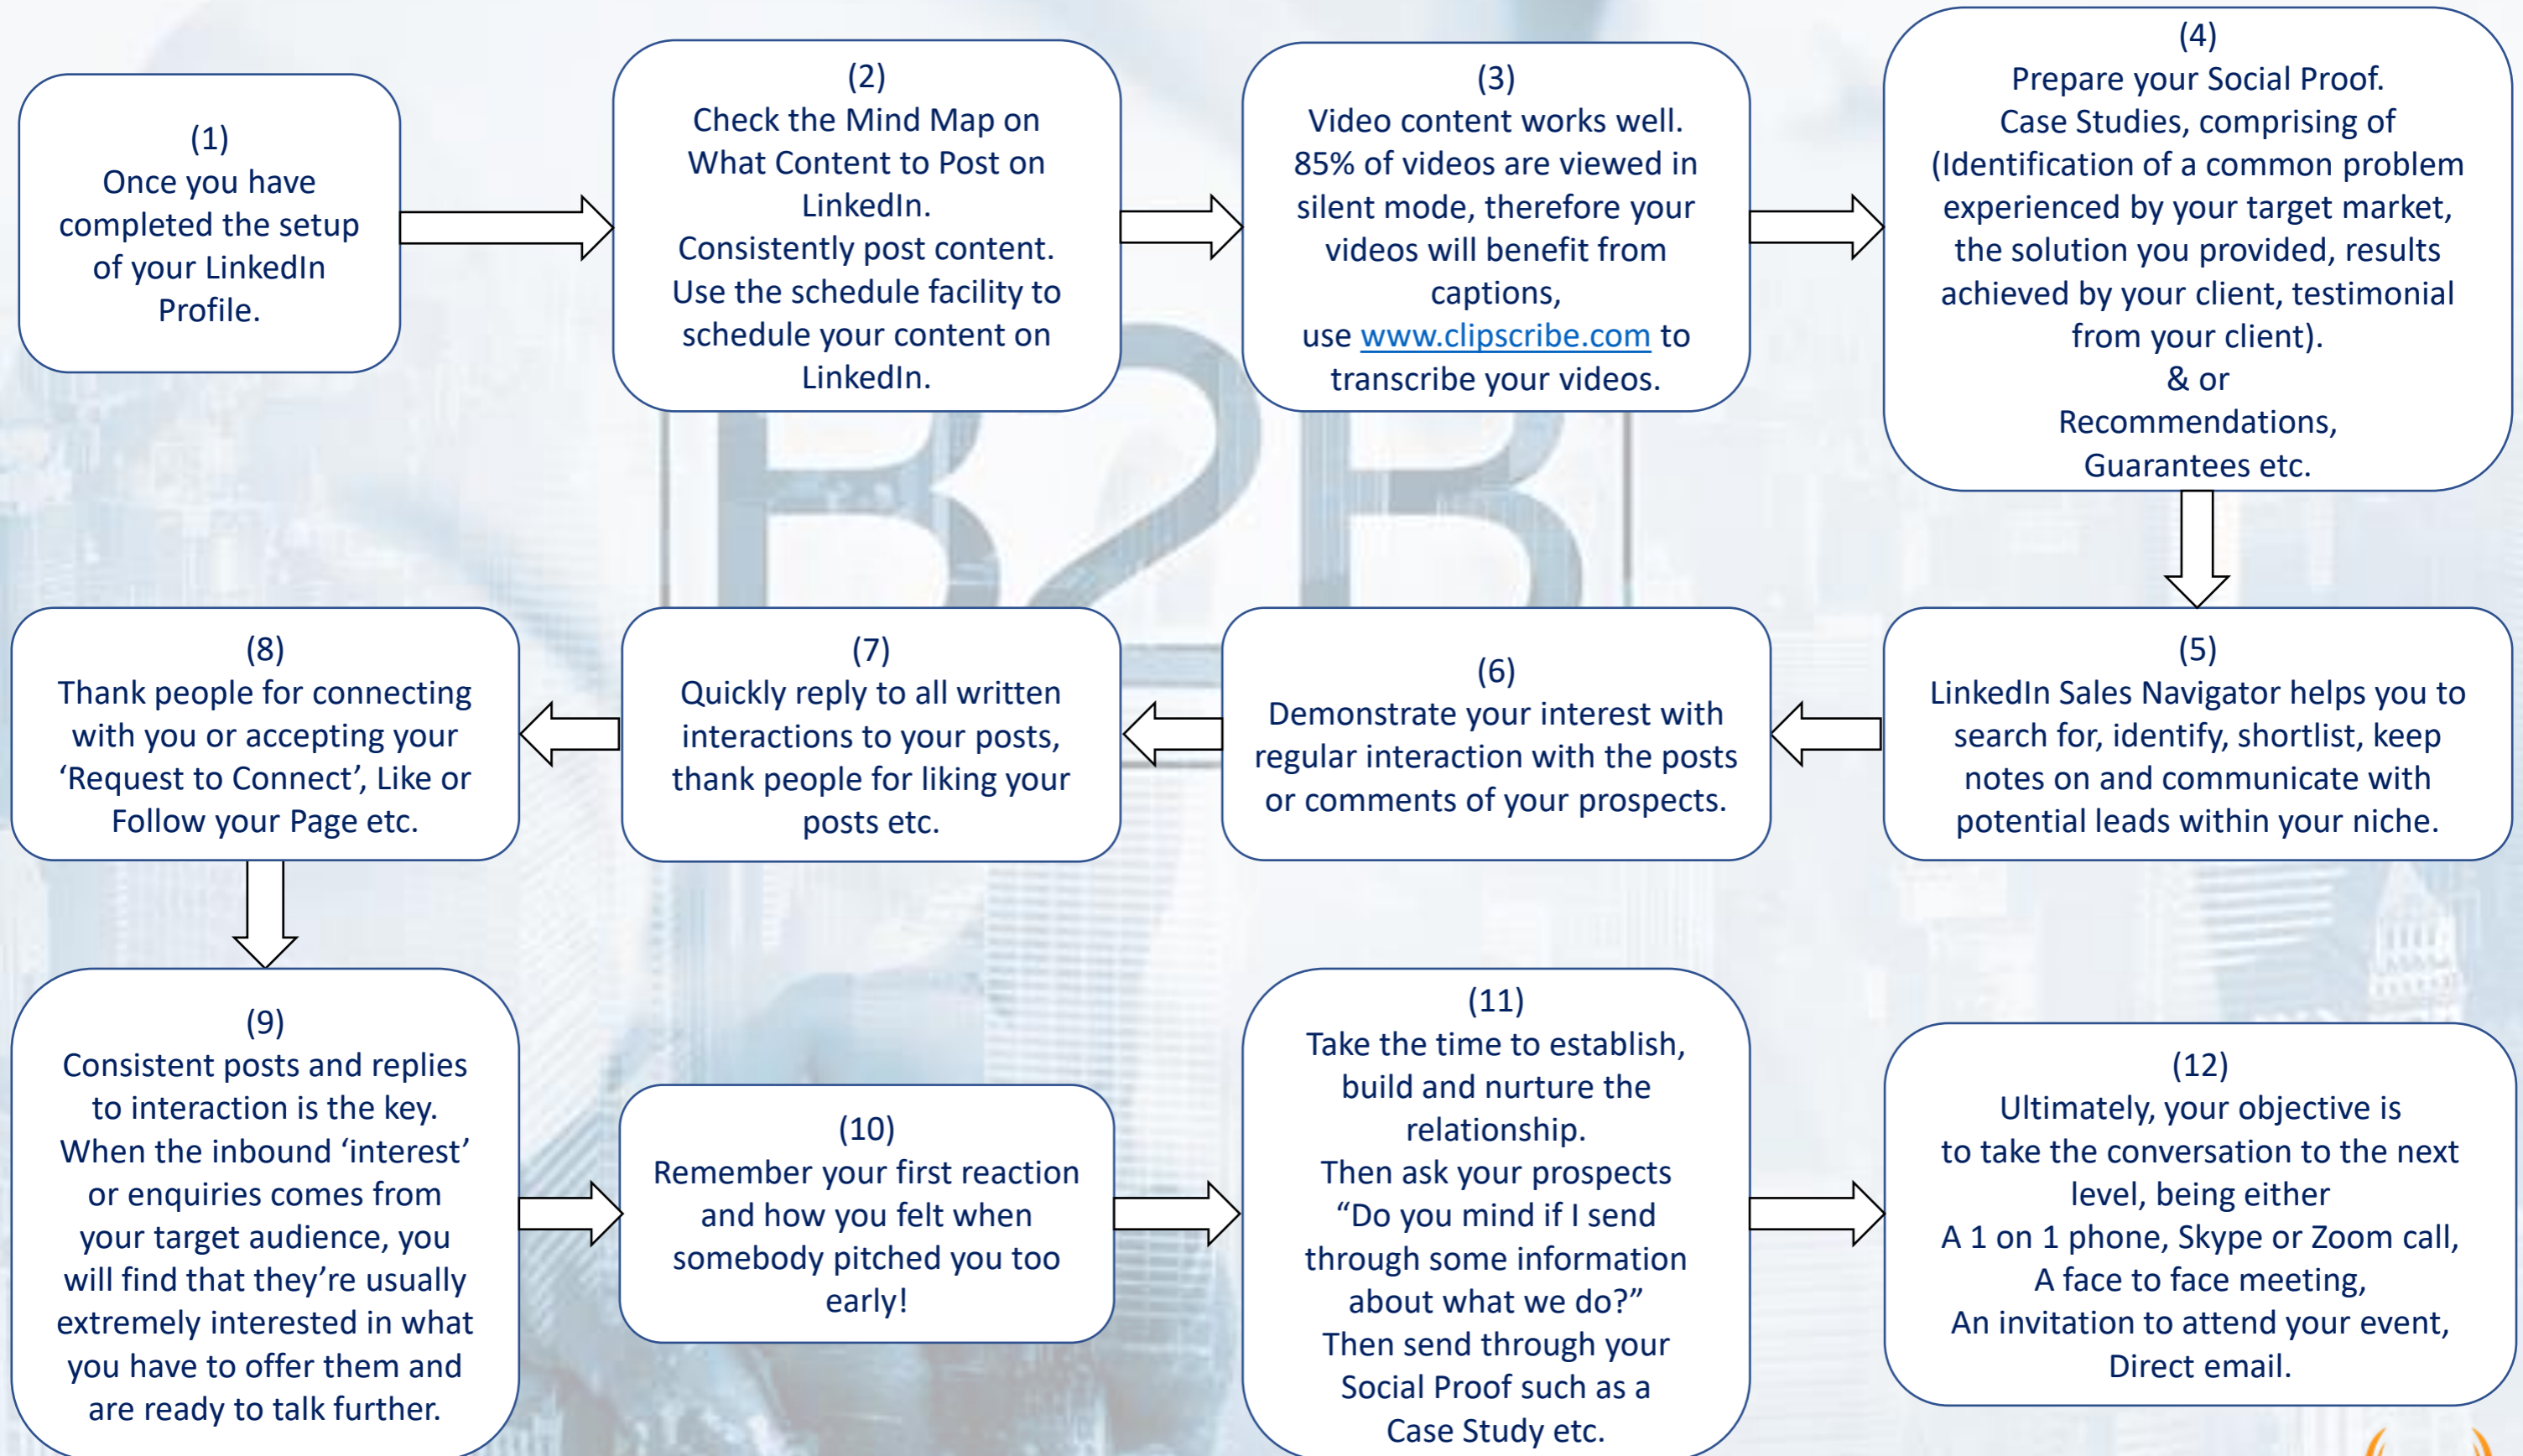 (1)
Once you have
completed the setup
of your LinkedIn
Profile.
(2)
Check the Mind Map on
What Content to Post on
LinkedIn.
Consistently post content.
Use the schedule facility to
schedule your content on
LinkedIn.
(3)
Video content works well.
85% of videos are viewed in
silent mode, therefore your
videos will benefit from
captions,
use www.clipscribe.com to
transcribe your videos.
(4)
Prepare your Social Proof.
Case Studies, comprising of
(Identification of a common problem
experienced by your target market,
the solution you provided, results
achieved by your client, testimonial
from your client).
& or
Recommendations,
Guarantees etc.
B2B
(5)
LinkedIn Sales Navigator helps you to
search for, identify, shortlist, keep
notes on and communicate with
potential leads within your niche.
(6)
Demonstrate your interest with
regular interaction with the posts
or comments of your prospects.
(7)
Quickly reply to all written
interactions to your posts,
thank people for liking your
posts etc.
(8)
Thank people for connecting
with you or accepting your
‘Request to Connect’, Like or
Follow your Page etc.
(9)
Consistent posts and replies
to interaction is the key.
When the inbound ‘interest’
or enquiries comes from
your target audience, you
will find that they’re usually
extremely interested in what
you have to offer them and
are ready to talk further.
(10)
Remember your first reaction
and how you felt when
somebody pitched you too
early!
(11)
Take the time to establish,
build and nurture the
relationship.
Then ask your prospects
“Do you mind if I send
through some information
about what we do?”
Then send through your
Social Proof such as a
Case Study etc.
(12)
Ultimately, your objective is
to take the conversation to the next
level, being either
A 1 on 1 phone, Skype or Zoom call,
A face to face meeting,
An invitation to attend your event,
Direct email.